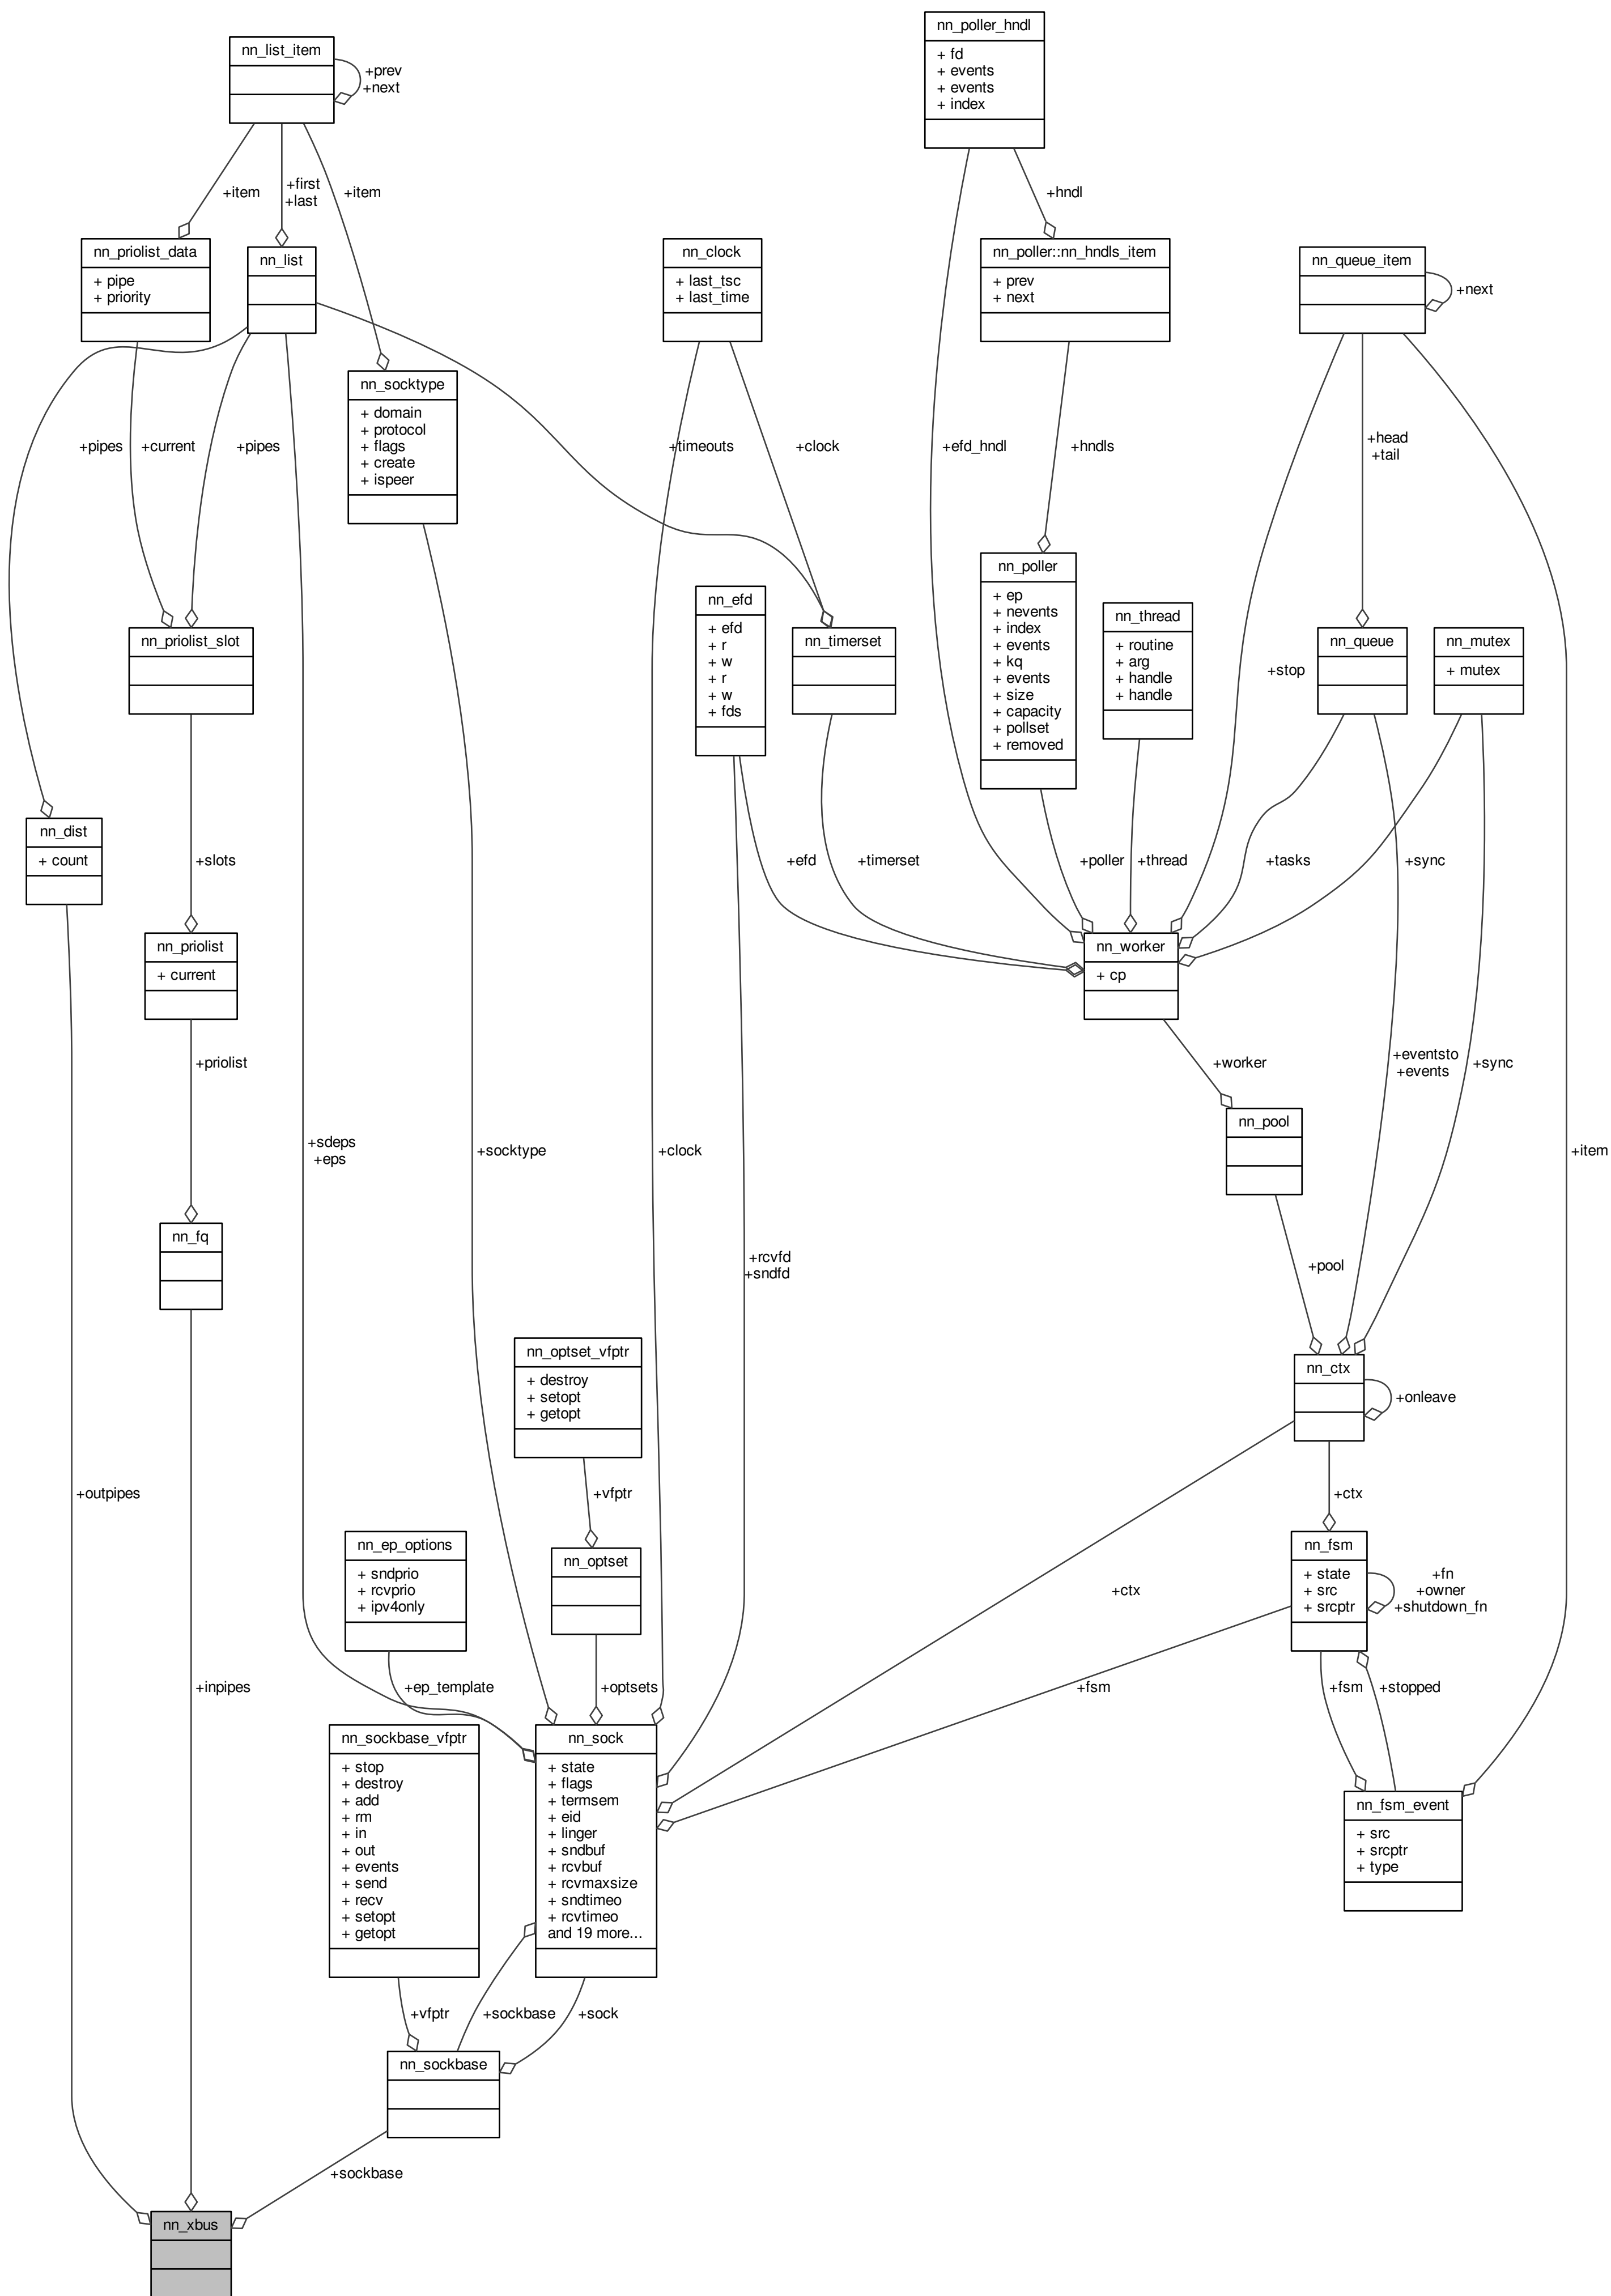 nn_poller_hndl
+ fd
+ events
+ events
+ index
nn_list_item
+prev
+next
+item
+first
+last
+item
+hndl
nn_priolist_data
+ pipe
+ priority
nn_list
nn_clock
+ last_tsc
+ last_time
nn_poller::nn_hndls_item
+ prev
+ next
nn_queue_item
+next
nn_socktype
+ domain
+ protocol
+ flags
+ create
+ ispeer
+pipes
+current
+pipes
+timeouts
+clock
+efd_hndl
+hndls
+head
+tail
nn_poller
+ ep
+ nevents
+ index
+ events
+ kq
+ events
+ size
+ capacity
+ pollset
+ removed
nn_efd
+ efd
+ r
+ w
+ r
+ w
+ fds
nn_thread
+ routine
+ arg
+ handle
+ handle
nn_priolist_slot
nn_timerset
+stop
nn_queue
nn_mutex
+ mutex
nn_dist
+ count
+slots
+efd
+timerset
+poller
+thread
+tasks
+sync
nn_priolist
+ current
nn_worker
+ cp
+priolist
+worker
+eventsto
+events
+sync
nn_pool
+sdeps
+eps
+socktype
+clock
+item
nn_fq
+rcvfd
+sndfd
+pool
nn_optset_vfptr
+ destroy
+ setopt
+ getopt
nn_ctx
+onleave
+outpipes
+vfptr
+ctx
nn_ep_options
+ sndprio
+ rcvprio
+ ipv4only
nn_optset
+ctx
nn_fsm
+ state
+ src
+ srcptr
+fn
+owner
+shutdown_fn
+inpipes
+ep_template
+optsets
+fsm
+fsm
+stopped
nn_sockbase_vfptr
+ stop
+ destroy
+ add
+ rm
+ in
+ out
+ events
+ send
+ recv
+ setopt
+ getopt
nn_sock
+ state
+ flags
+ termsem
+ eid
+ linger
+ sndbuf
+ rcvbuf
+ rcvmaxsize
+ sndtimeo
+ rcvtimeo
and 19 more...
nn_fsm_event
+ src
+ srcptr
+ type
+vfptr
+sockbase
+sock
nn_sockbase
+sockbase
nn_xbus